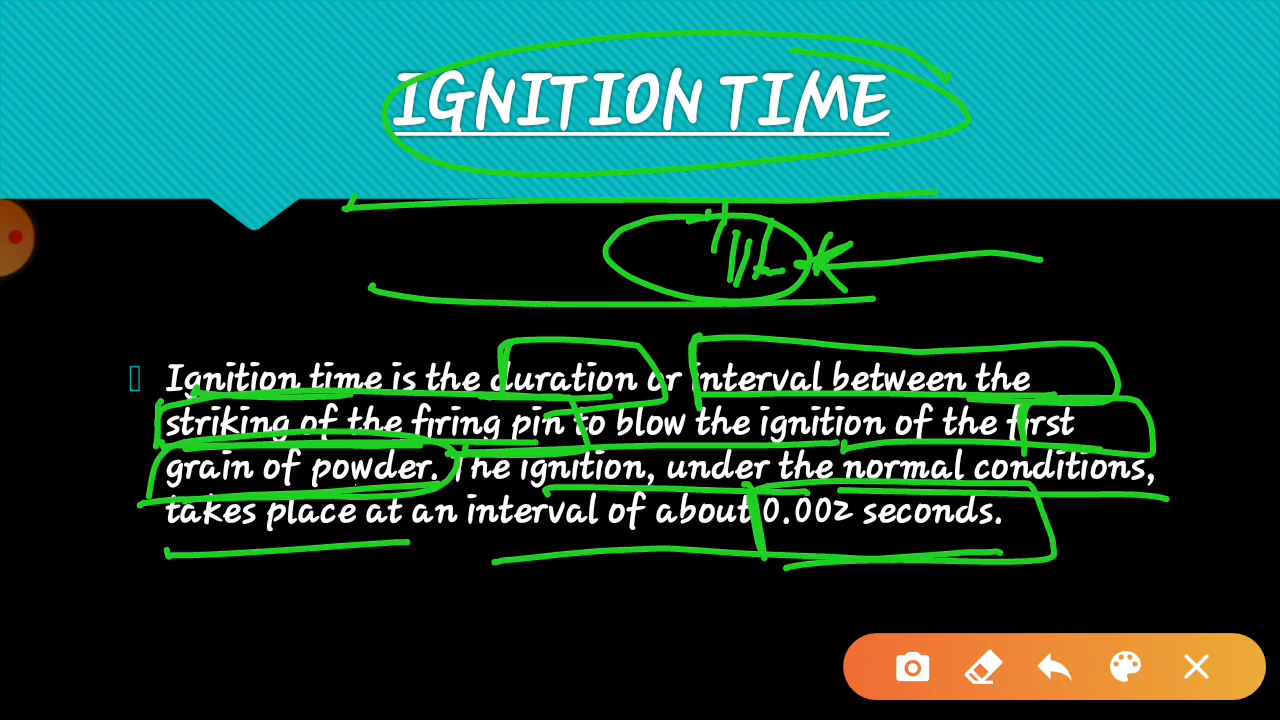 IGNITION TIME
Ignition time is the duration or interval between the
striking of the firing pin to blow the ignition of the first
grain of powder. The ignition, under the normal conditions,
takes place at an interval of about 0.002 seconds.